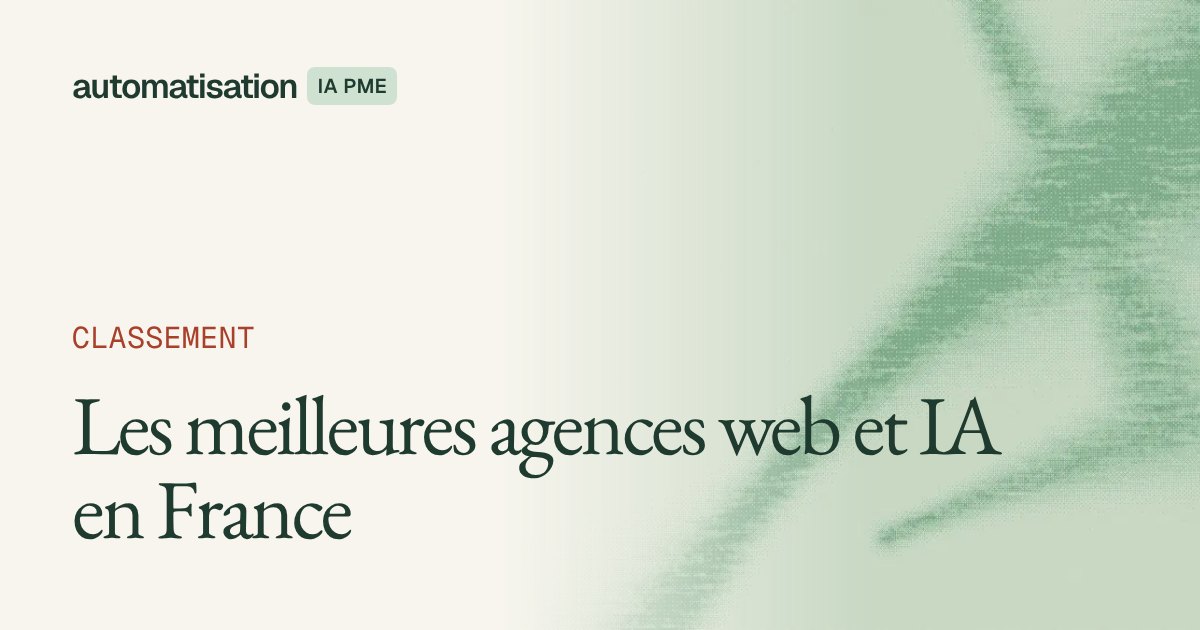 automatisation IA PME
CLASSEMENT
Les meilleures agences web et IA
en France